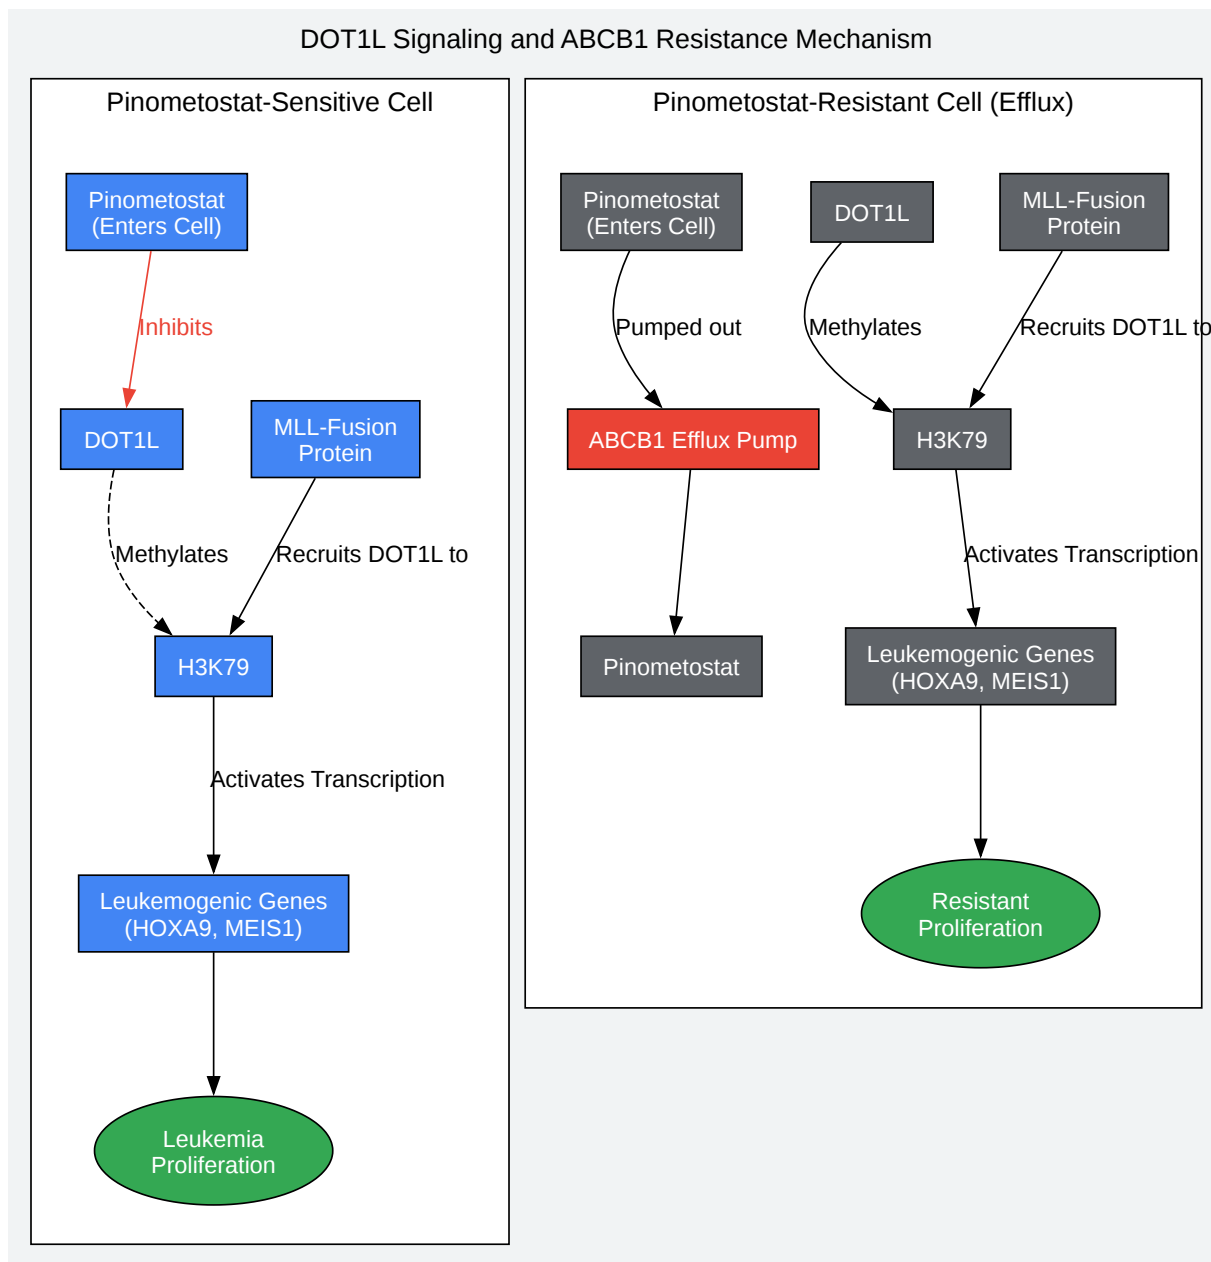 DOT1L Signaling and ABCB1 Resistance Mechanism
Pinometostat-Sensitive Cell
Pinometostat
(Enters Cell)
Inhibits
DOT1L
MLL-Fusion
Protein
Methylates
Recruits DOT1L to
H3K79
Activates Transcription
Leukemogenic Genes
(HOXA9, MEIS1)
Leukemia
Proliferation
Pinometostat-Resistant Cell (Efflux)
Pinometostat
(Enters Cell)
DOT1L
MLL-Fusion
Protein
Pumped out
Methylates
Recruits DOT1L to
ABCB1 Efflux Pump
H3K79
Activates Transcription
Pinometostat
Leukemogenic Genes
(HOXA9, MEIS1)
Resistant
Proliferation